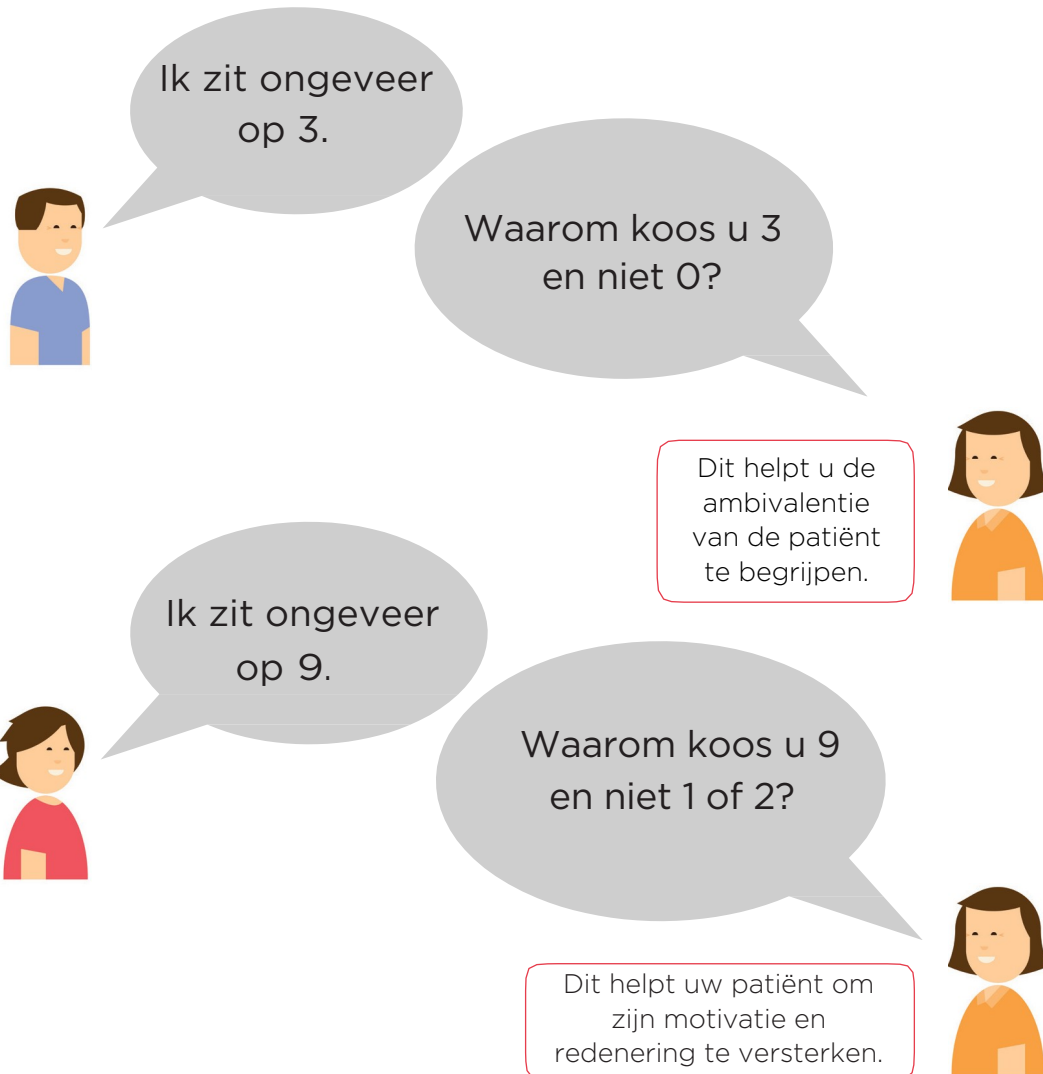 Ik zit ongeveer
op 3.
Waarom koos u 3
en niet 0?
Dit helpt u de
ambivalentie
van de patiënt
te begrijpen.
Ik zit ongeveer
op 9.
Waarom koos u 9
en niet 1 of 2?
Dit helpt uw patiënt om
zijn motivatie en
redenering te versterken.